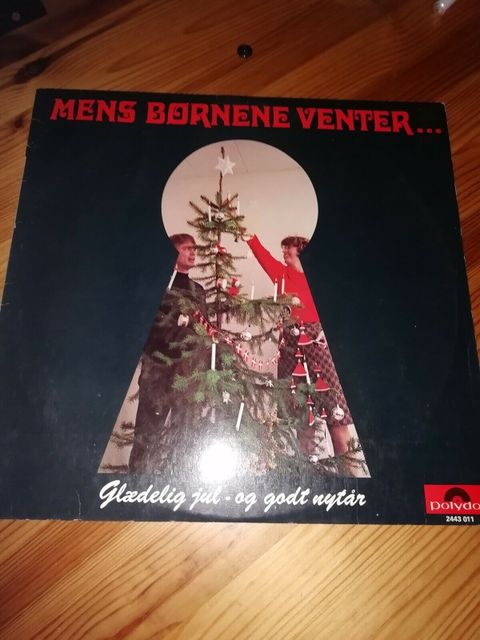 MENS BØRNENE VENTER...
Glædelig jul - og godt nytår
polydor
2443 011